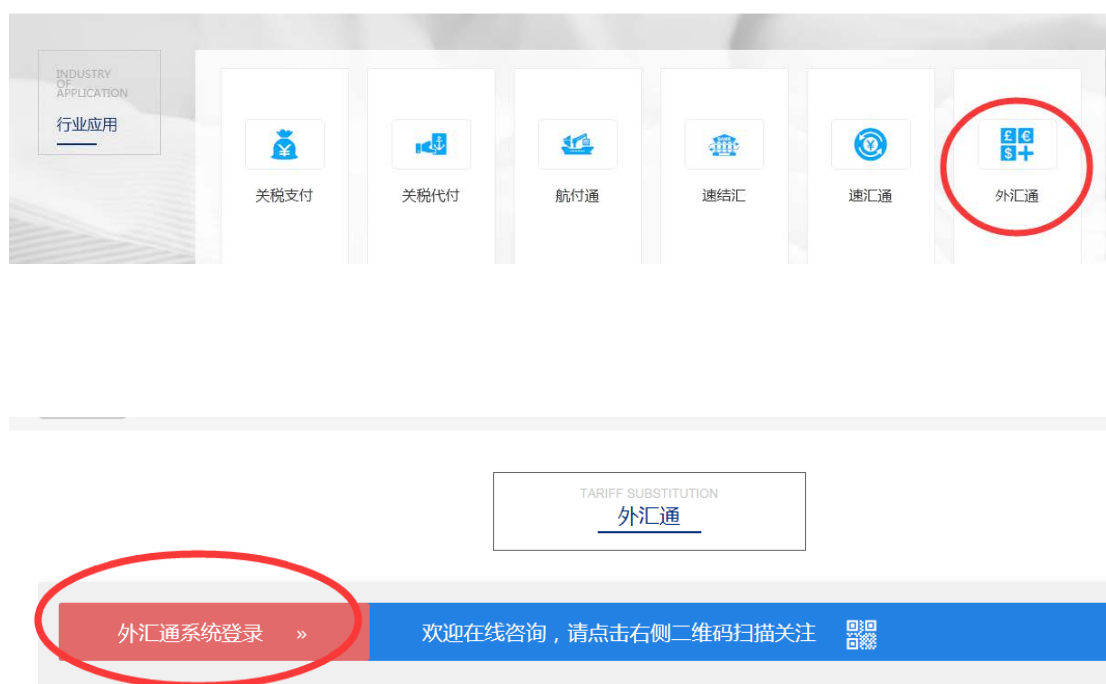 INDUSTRY
OF
APPLICATION
行业应用
关税支付
关税代付
航付通
速结汇
速汇通
外汇通
TARIFF SUBSTITUTION
外汇通
外汇通系统登录 »
欢迎在线咨询，请点击右侧二维码扫描关注